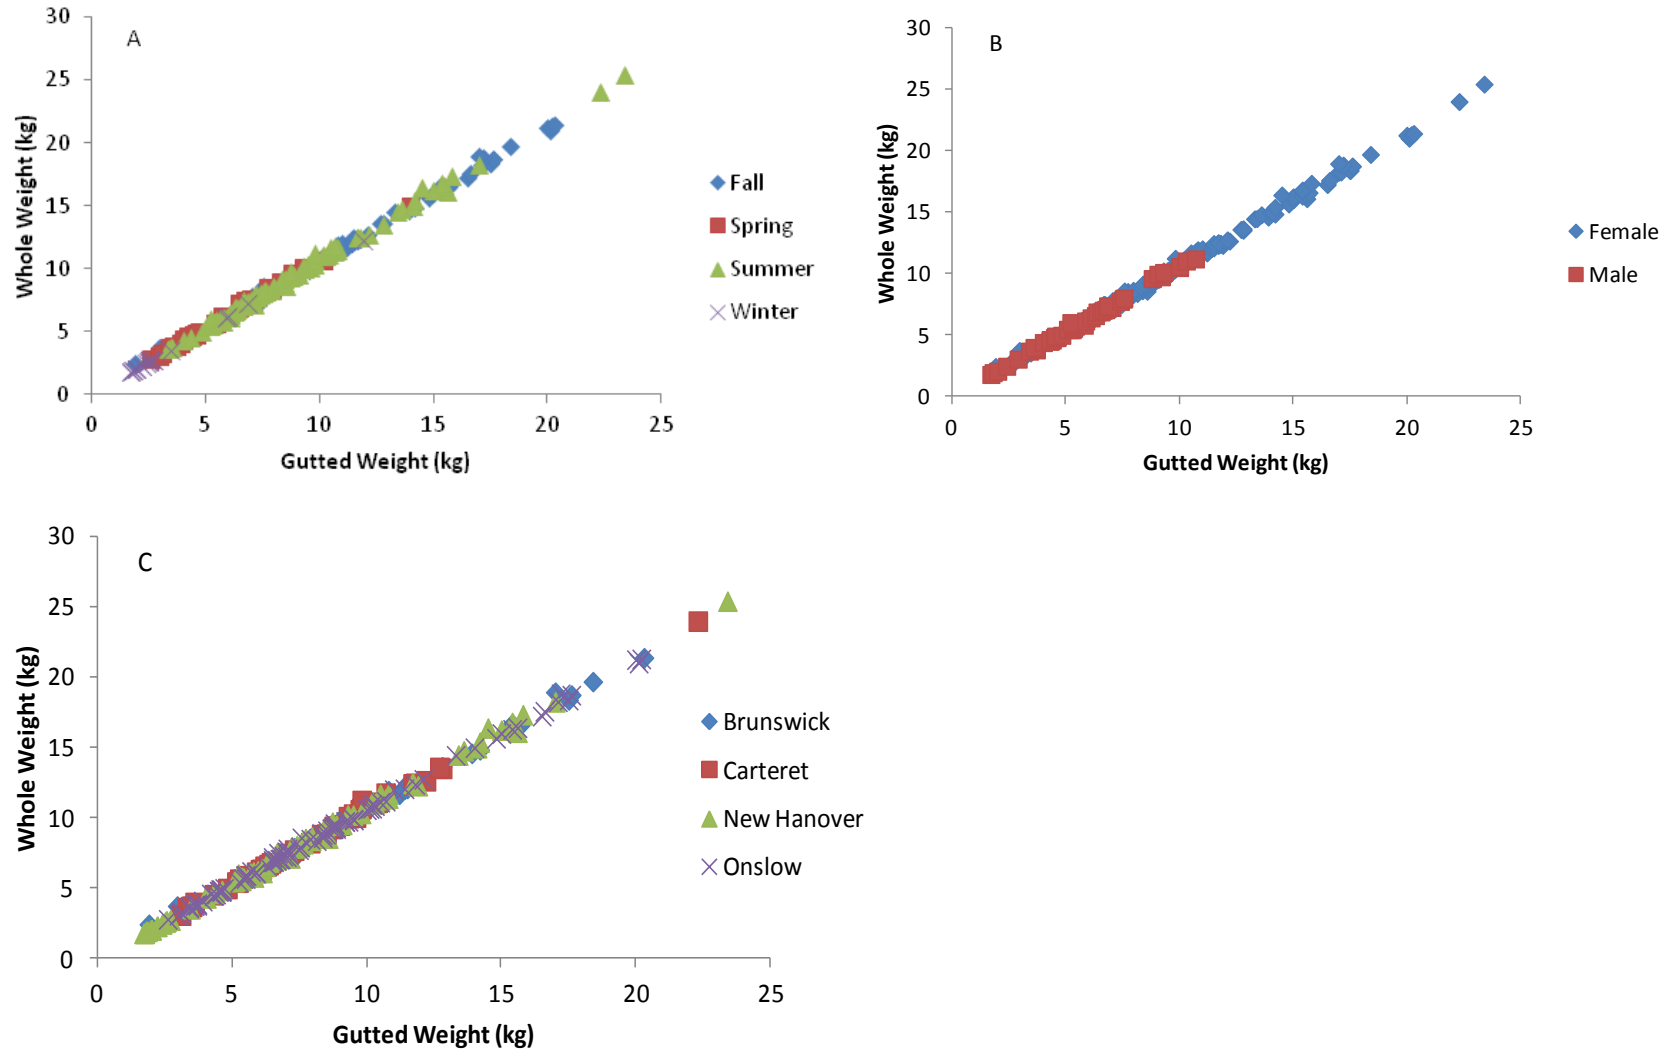 A
30
25
20
15
10
5
0
0 5 10 15 20 25
Whole Weight (kg)
Gutted Weight (kg)
Fall
Spring
Summer
Winter
B
30
25
20
15
10
5
0
0 5 10 15 20 25
Whole Weight (kg)
Gutted Weight (kg)
Female
Male
C
30
25
20
15
10
5
0
0 5 10 15 20 25
Whole Weight (kg)
Gutted Weight (kg)
Brunswick
Carteret
New Hanover
Onslow